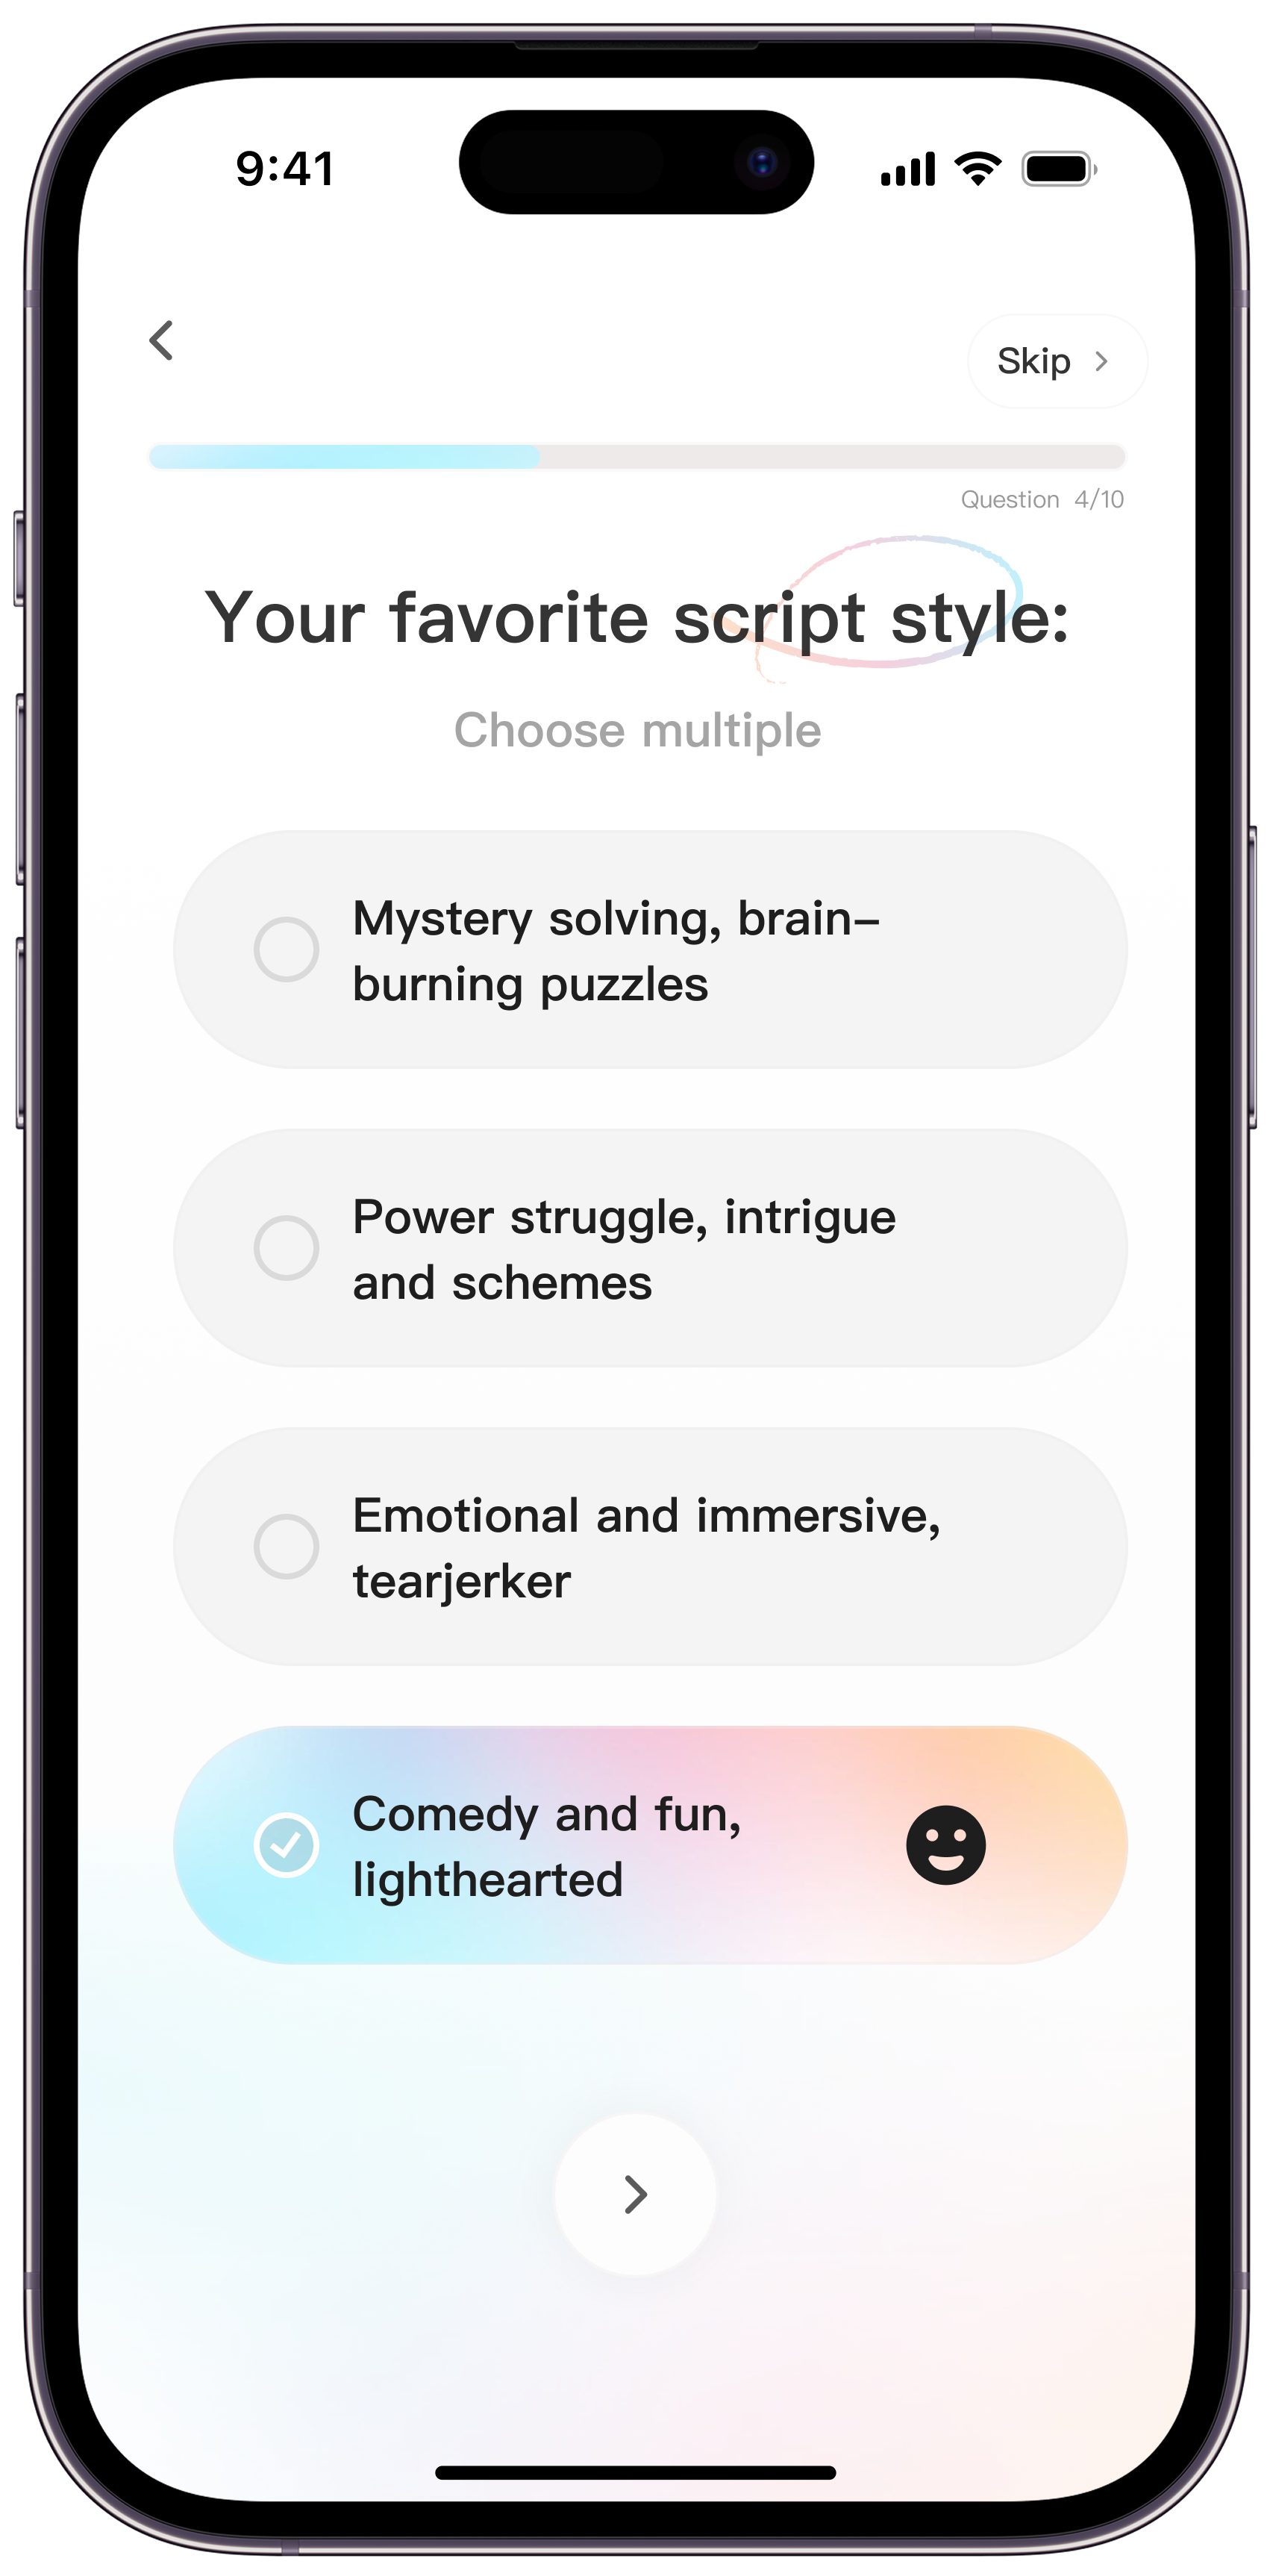 9:41
Skip
Question 4/10
Your favorite script style:
Choose multiple
Mystery solving, brain–
burning puzzles
Power struggle, intrigue
and schemes
Emotional and immersive,
tearjerker
Comedy and fun,
lighthearted